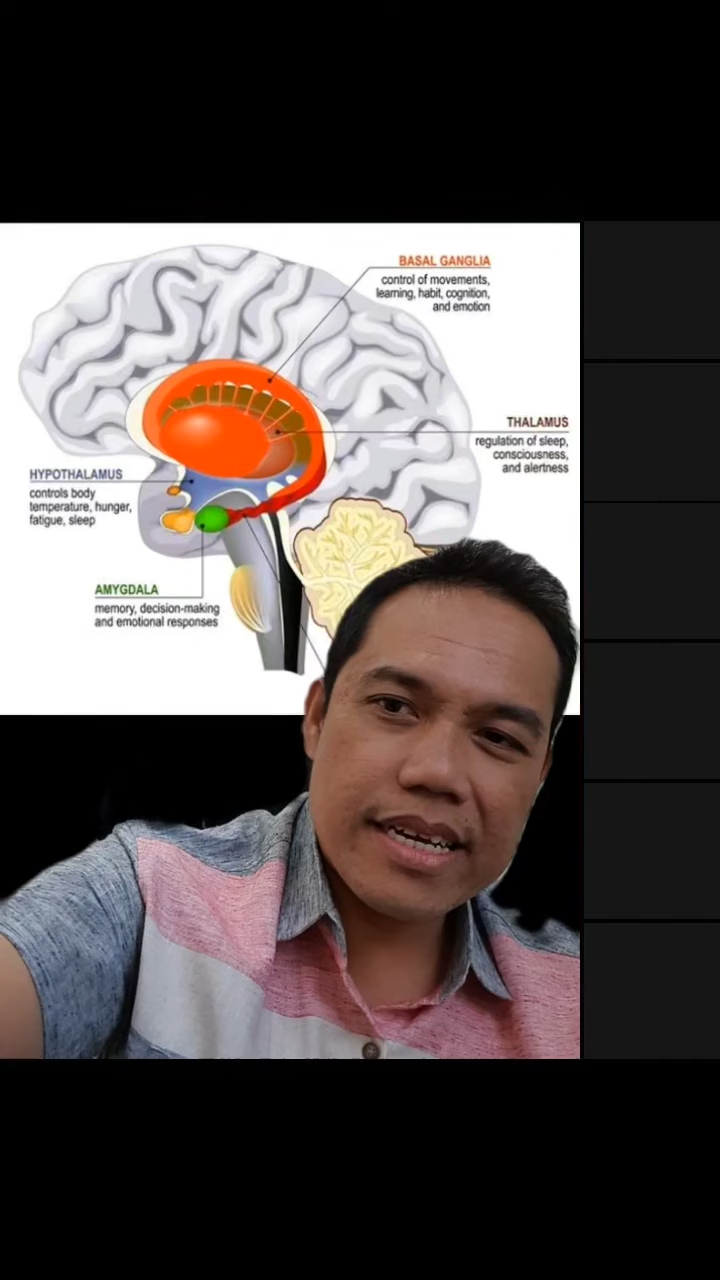 BASAL GANGLIA
control of movements,
learning, habit, cognition,
and emotion
THALAMUS
regulation of sleep,
consciousness,
and alertness
HYPOTHALAMUS
controls body
temperature, hunger,
fatigue, sleep
AMYGDALA
memory, decision-making
and emotional responses